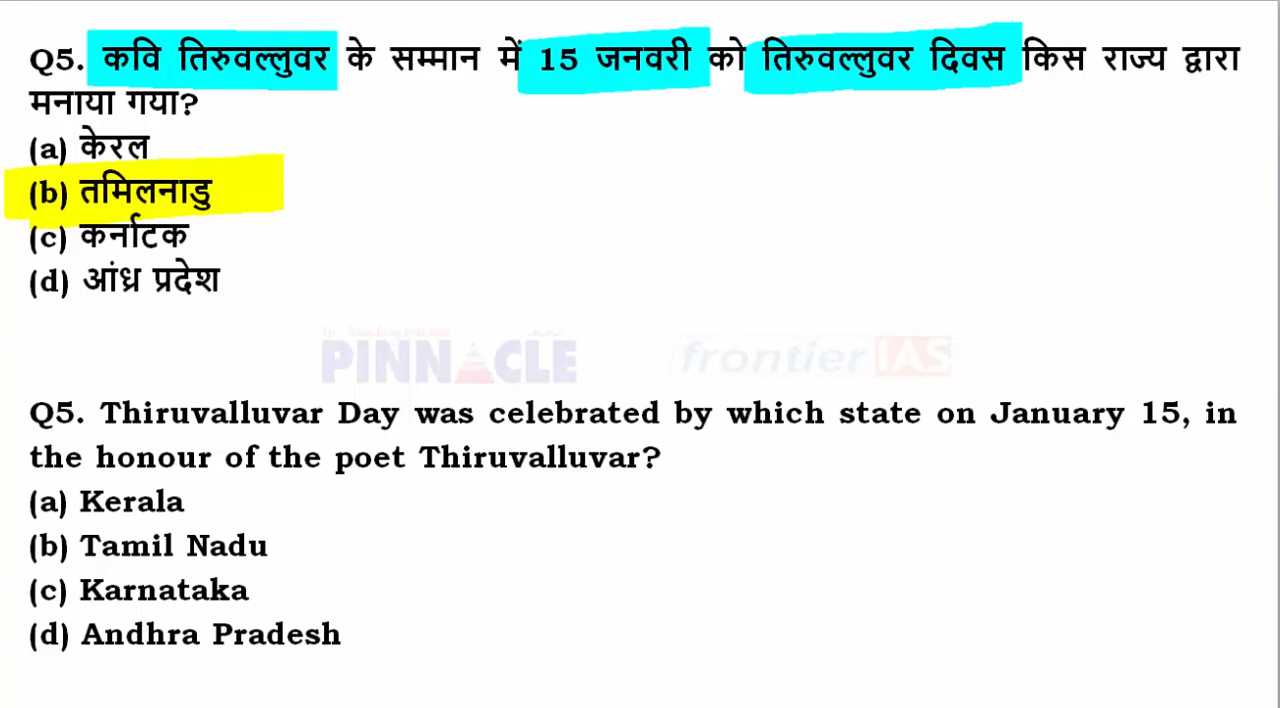 Q5. कवि तिरुवल्लुवर के सम्मान में 15 जनवरी को तिरुवल्लुवर दिवस किस राज्य द्वारा
मनाया गया?
(a) केरल
(b) तमिलनाडु
(c) कर्नाटक
(d) आंध्र प्रदेश
PINNACLE frontier IAS
Q5. Thiruvalluvar Day was celebrated by which state on January 15, in
the honour of the poet Thiruvalluvar?
(a) Kerala
(b) Tamil Nadu
(c) Karnataka
(d) Andhra Pradesh